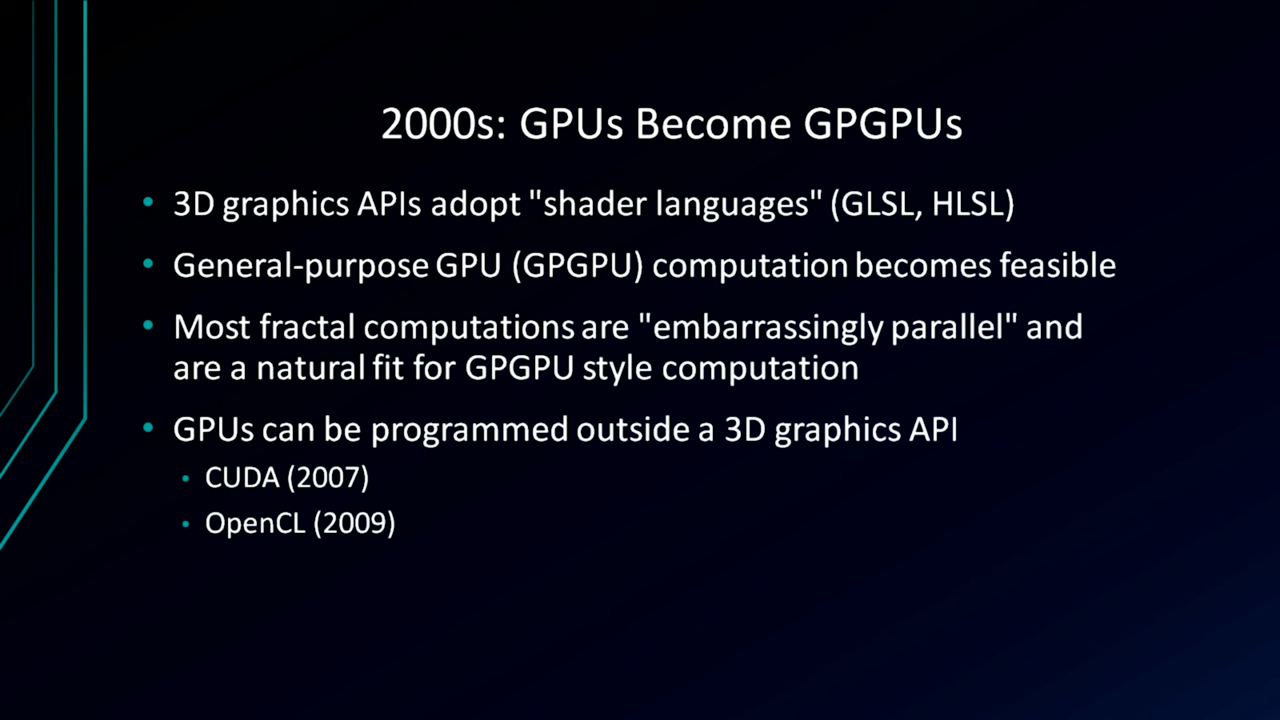 2000s: GPUs Become GPGPUs
• 3D graphics APIs adopt "shader languages" (GLSL, HLSL)
• General-purpose GPU (GPGPU) computation becomes feasible
• Most fractal computations are "embarrassingly parallel" and
are a natural fit for GPGPU style computation
• GPUs can be programmed outside a 3D graphics API
• CUDA (2007)
• OpenCL (2009)